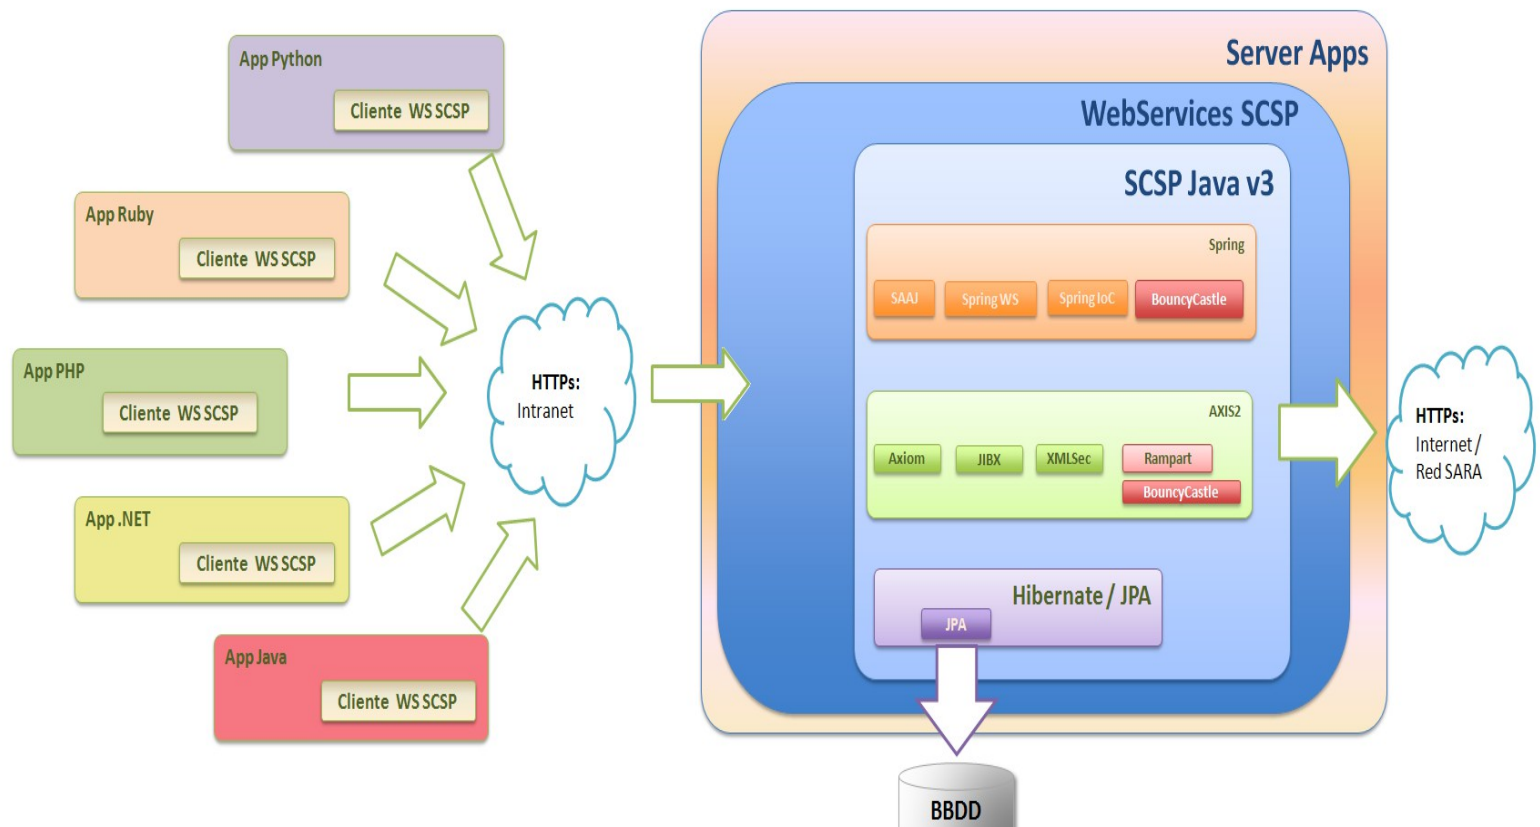 App Python
Cliente WS SCSP
App Ruby
Cliente WS SCSP
App PHP
Cliente WS SCSP
App .NET
Cliente WS SCSP
App Java
Cliente WS SCSP
HTTPs:
Intranet
Server Apps
WebServices SCSP
SCSP Java v3
Spring
SAAJ
Spring WS
Spring IoC
BouncyCastle
AXIS2
Axiom
JIBX
XMLSec
Rampart
BouncyCastle
Hibernate / JPA
JPA
BBDD
HTTPs:
Internet /
Red SARA